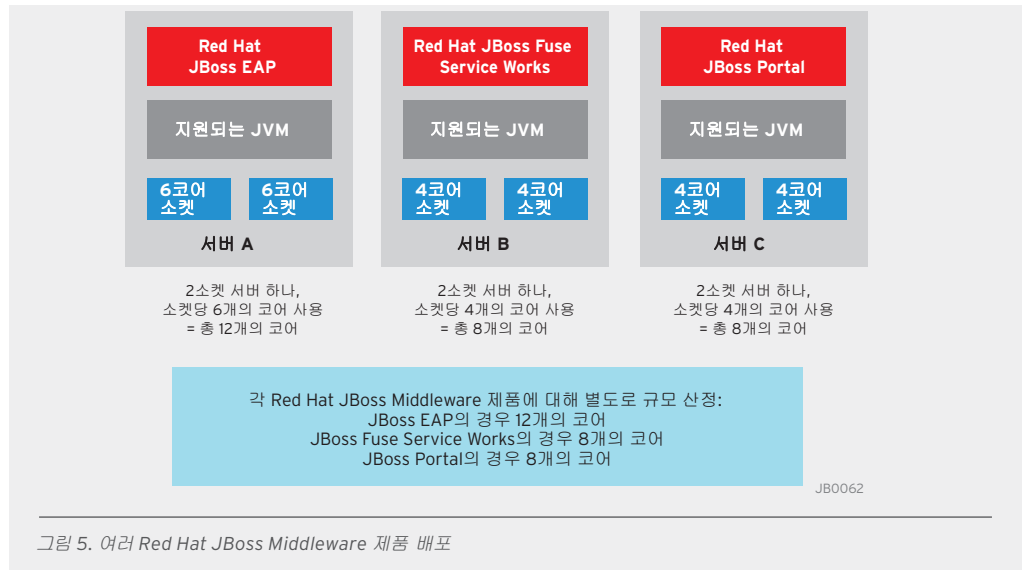 Red Hat
JBoss EAP
지원되는 JVM
6코어
소켓
6코어
소켓
서버 A
2소켓 서버 하나,
소켓당 6개의 코어 사용
= 총 12개의 코어
Red Hat JBoss Fuse
Service Works
지원되는 JVM
4코어
소켓
4코어
소켓
서버 B
2소켓 서버 하나,
소켓당 4개의 코어 사용
= 총 8개의 코어
Red Hat
JBoss Portal
지원되는 JVM
4코어
소켓
4코어
소켓
서버 C
2소켓 서버 하나,
소켓당 4개의 코어 사용
= 총 8개의 코어
각 Red Hat JBoss Middleware 제품에 대해 별도로 규모 산정:
JBoss EAP의 경우 12개의 코어
JBoss Fuse Service Works의 경우 8개의 코어
JBoss Portal의 경우 8개의 코어
JB0062
그림 5. 여러 Red Hat JBoss Middleware 제품 배포